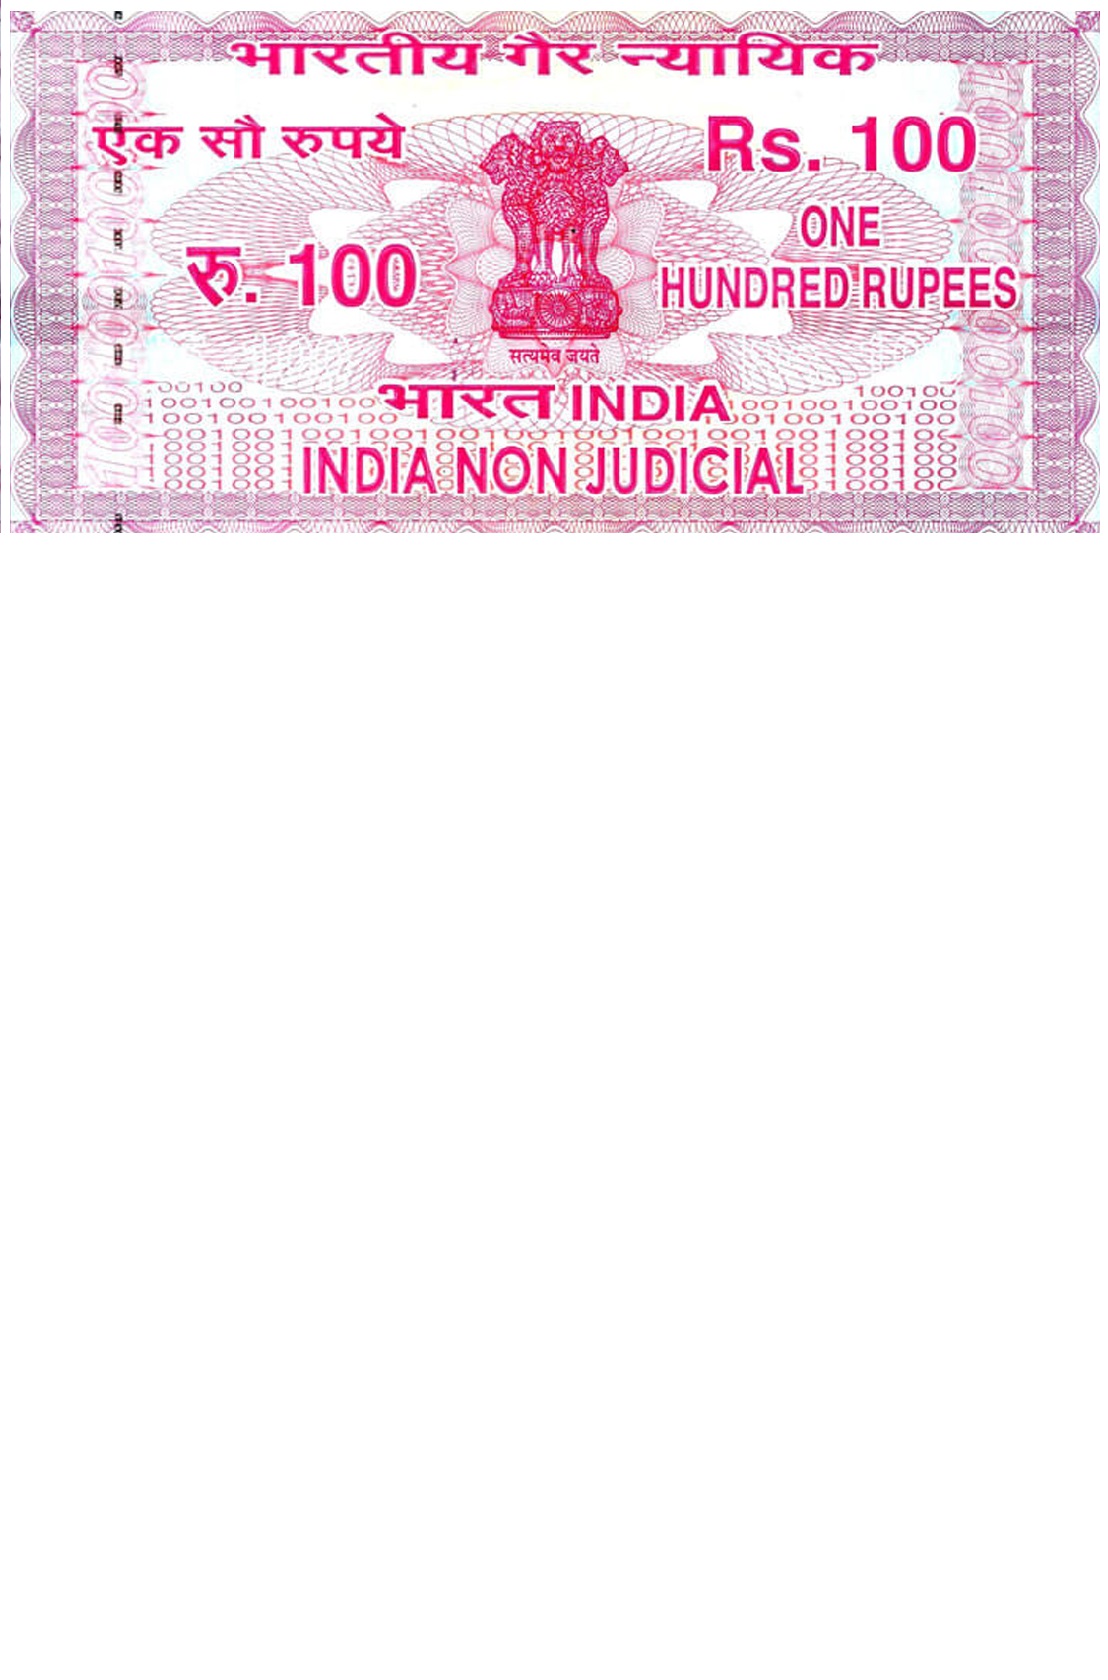 भारतीय गैर न्यायिक
एक सौ रुपये
Rs. 100
रु. 100
ONE
HUNDRED RUPEES
सत्यमेव जयते
भारत INDIA
INDIA NON JUDICIAL